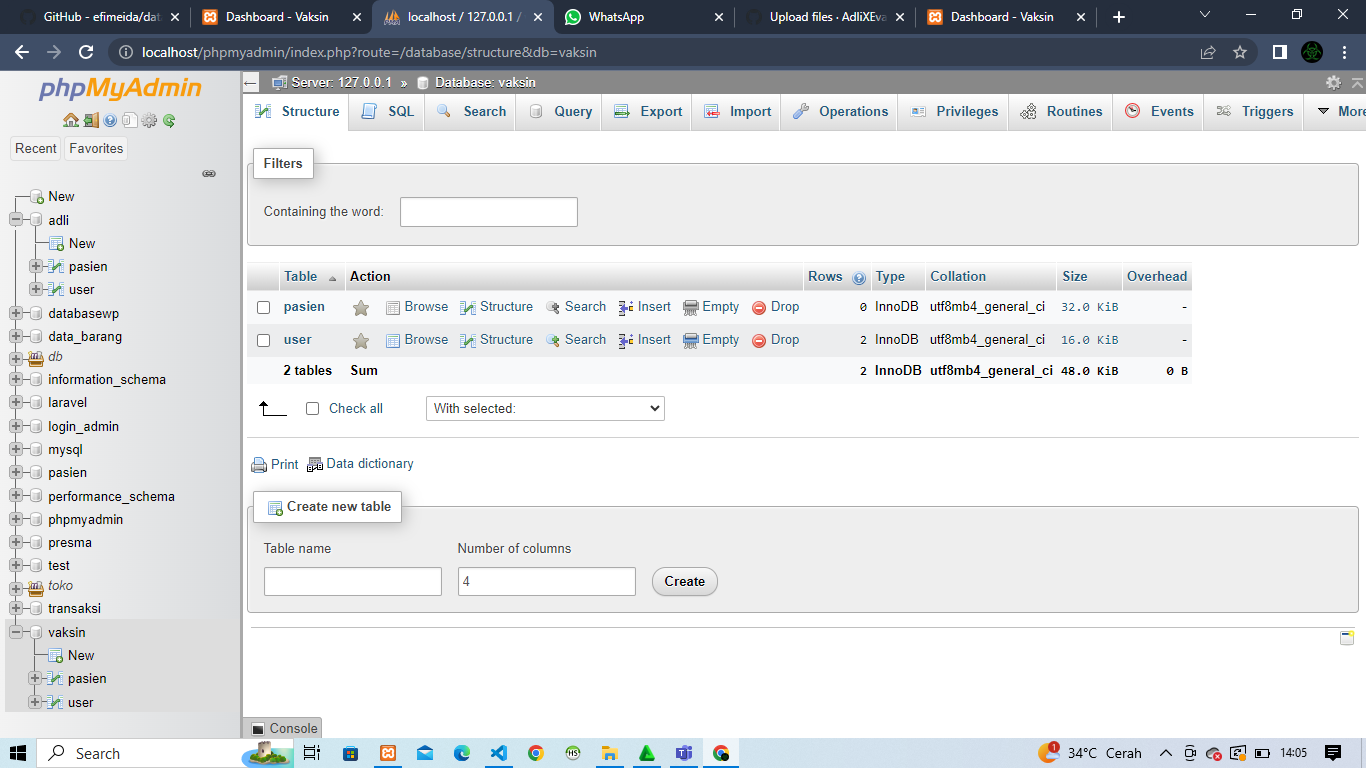 GitHub - efimeida/dat
Dashboard - Vaksin
localhost / 127.0.0.1 /
WhatsApp
Upload files · AdliXEva
Dashboard - Vaksin
localhost/phpmyadmin/index.php?route=/database/structure&db=vaksin
phpMyAdmin
Recent
Favorites
New
adli
New
pasien
user
databasewp
data_barang
db
information_schema
laravel
login_admin
mysql
pasien
performance_schema
phpmyadmin
presma
test
toko
transaksi
vaksin
New
pasien
user
Server: 127.0.0.1 » Database: vaksin
Structure SQL Search Query Export Import Operations Privileges Routines Events Triggers More
Filters
Containing the word:
Table Action Rows Type Collation Size Overhead
pasien Browse Structure Search Insert Empty Drop 0 InnoDB utf8mb4_general_ci 32.0 KiB -
user Browse Structure Search Insert Empty Drop 2 InnoDB utf8mb4_general_ci 16.0 KiB -
2 tables Sum 2 InnoDB utf8mb4_general_ci 48.0 KiB 0 B
Check all
With selected:
Print Data dictionary
Create new table
Table name Number of columns
4 Create
Console
Search
HS
1
34°C Cerah
14:05